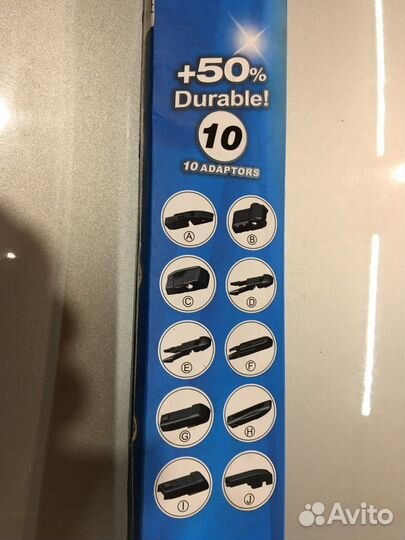 +50%
Durable!
10
10 ADAPTORS
A
B
C
D
E
F
G
H
I
J
Avito